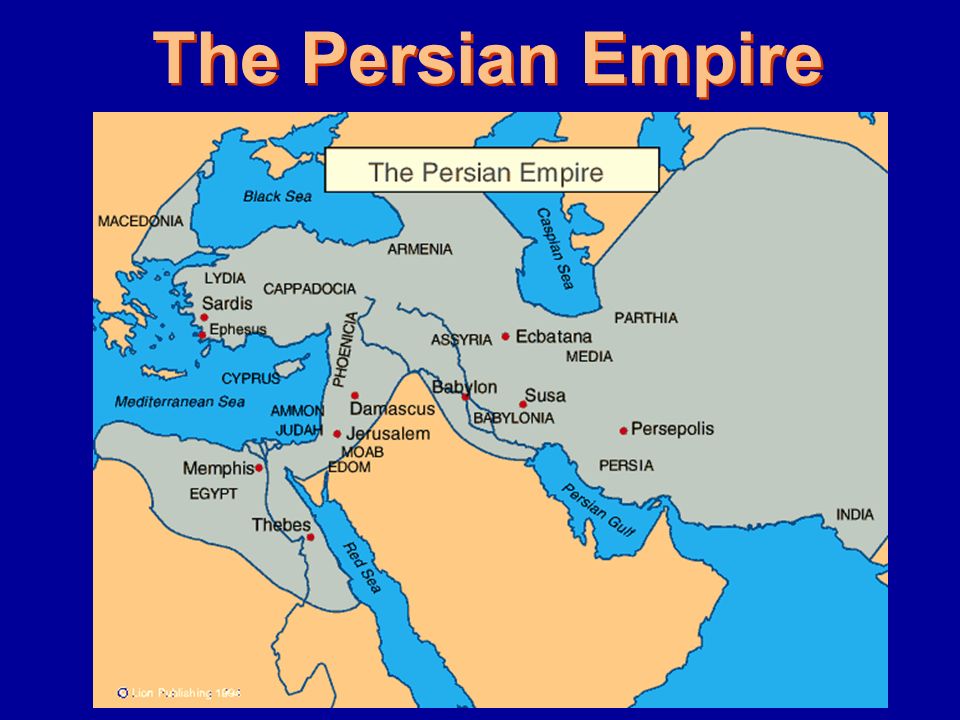 The Persian Empire
The Persian Empire
Black Sea
Caspian Sea
MACEDONIA
ARMENIA
LYDIA
CAPPADOCIA
Sardis
PARTHIA
Ephesus
PHOENICIA
ASSYRIA
Ecbatana
MEDIA
CYPRUS
Mediterranean Sea
Babylon
Susa
AMMON
Damascus
BABYLONIA
JUDAH
Jerusalem
Persepolis
MOAB
EDOM
Memphis
PERSIA
EGYPT
Persian Gulf
INDIA
Thebes
Red Sea
© Lion Publishing 1994